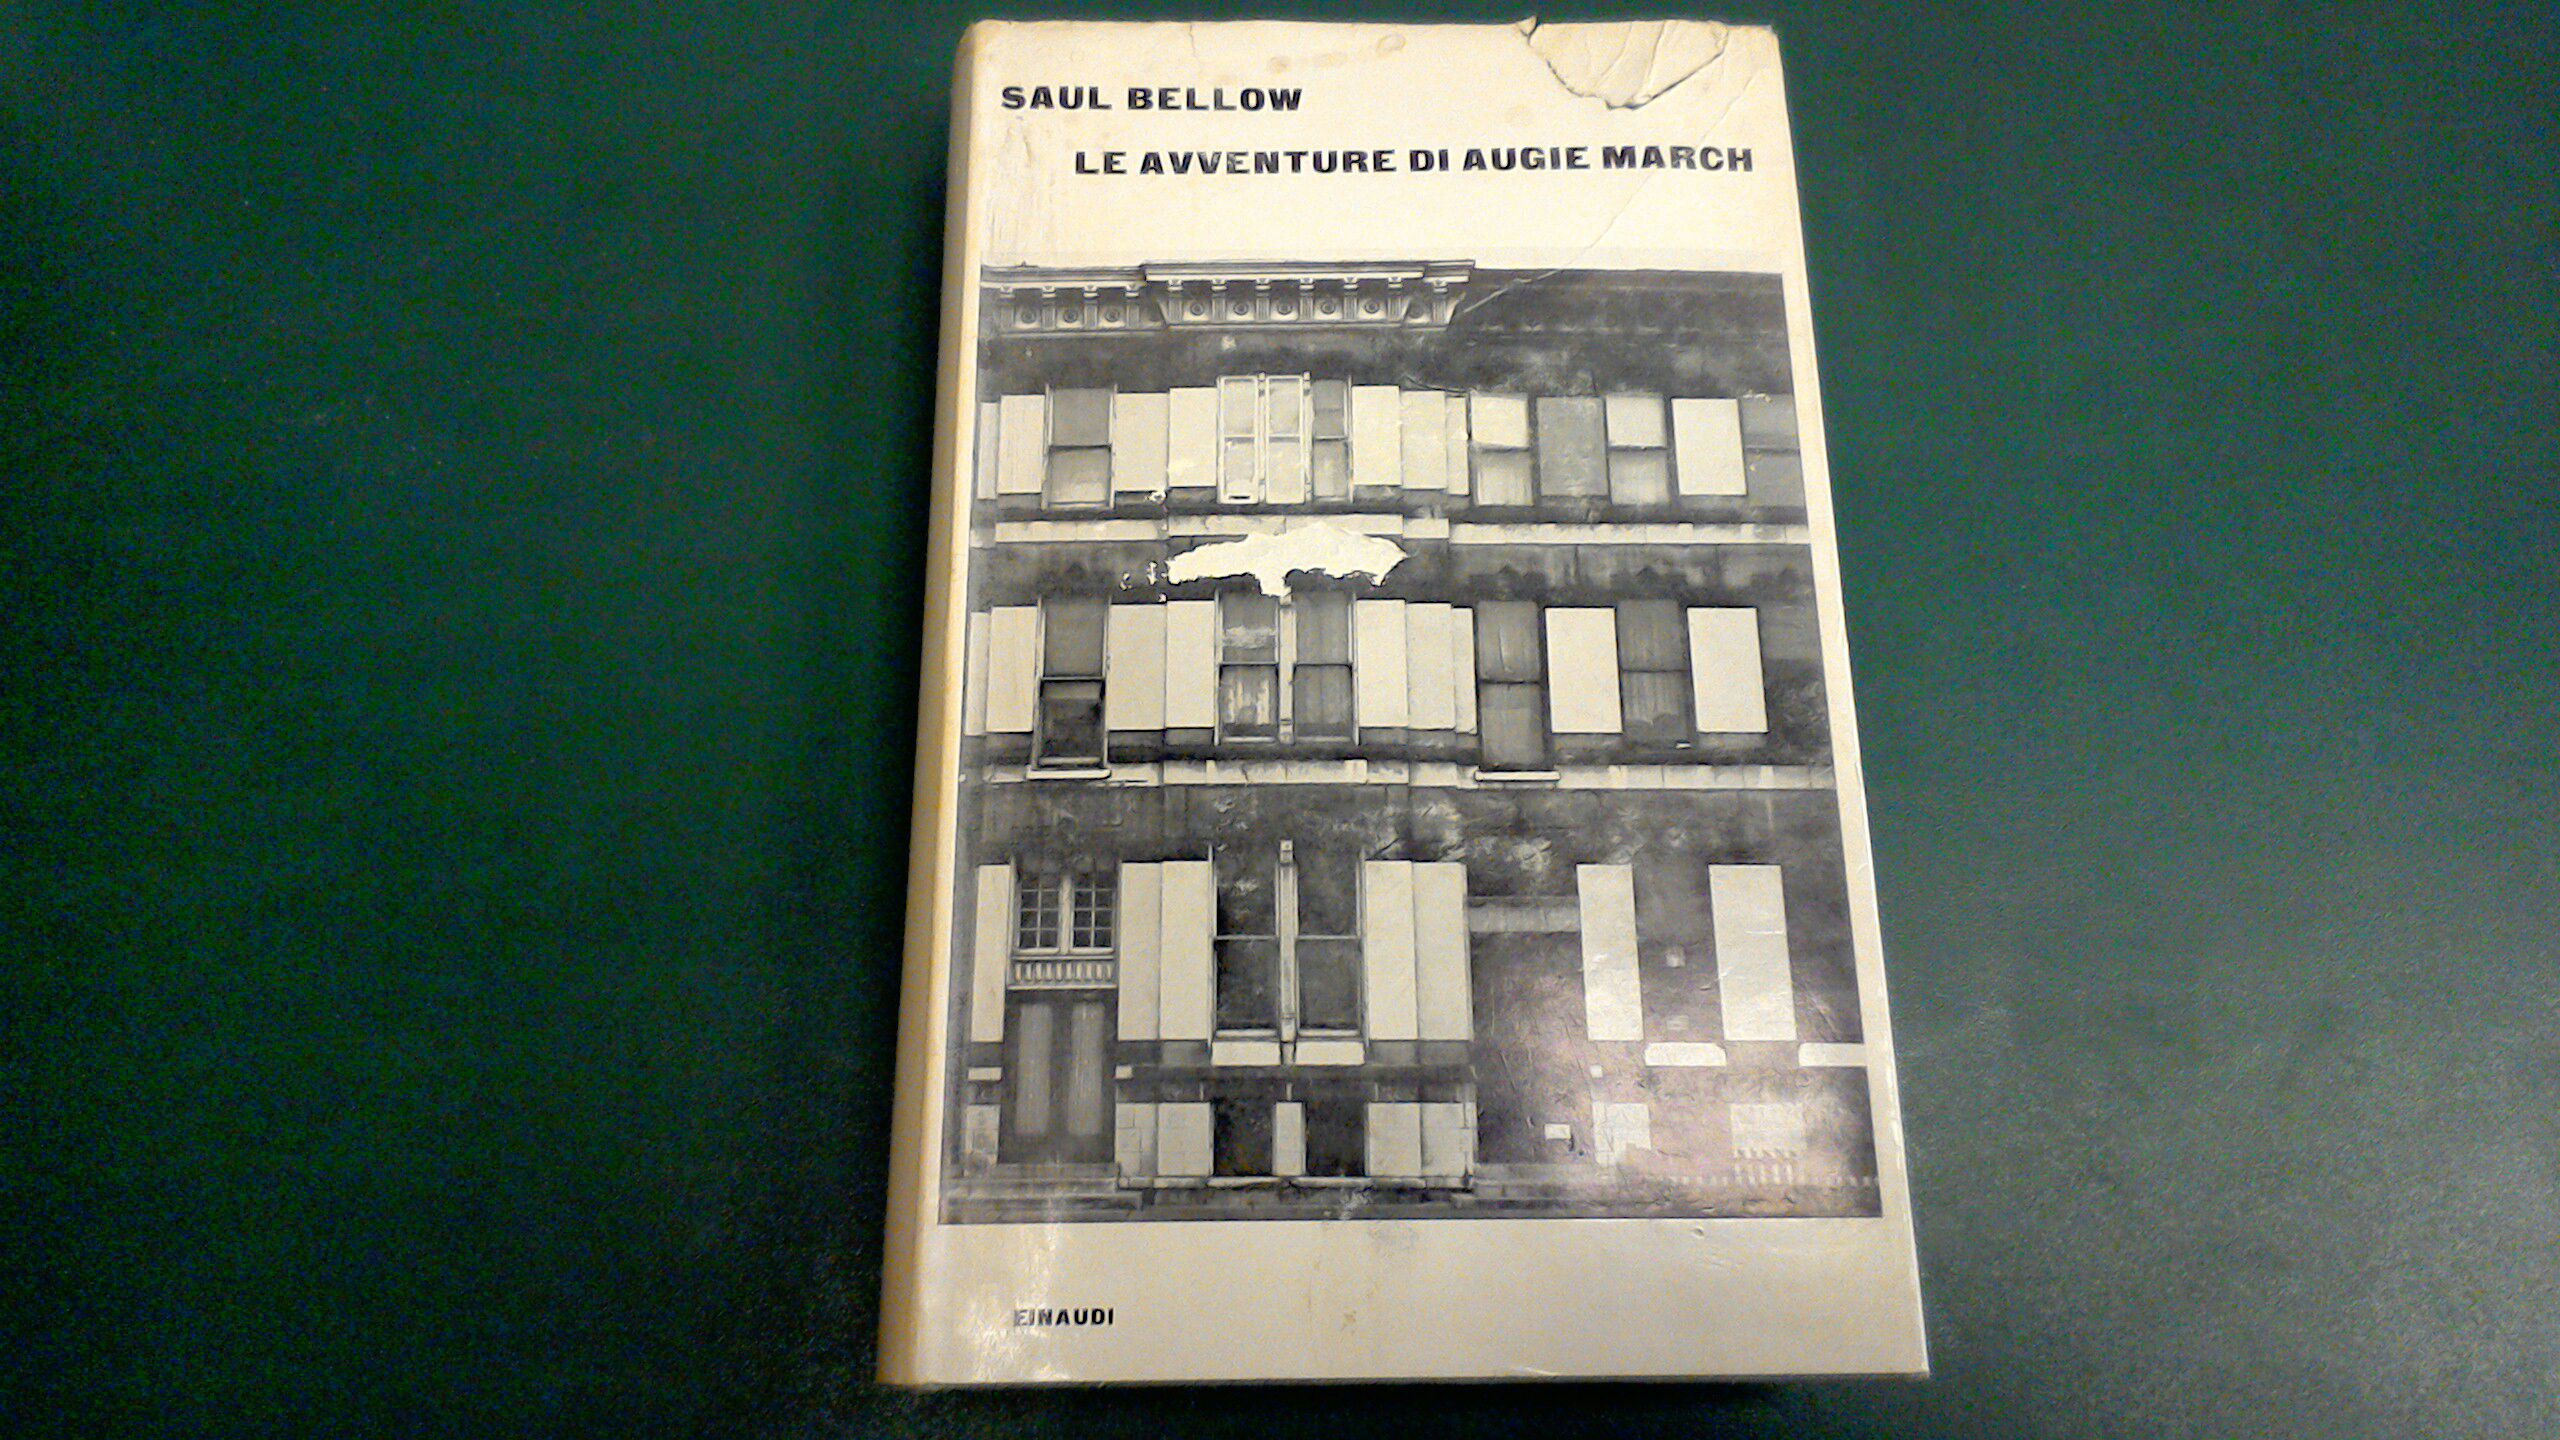 SAUL BELLOW
LE AVVENTURE DI AUGIE MARCH
EINAUDI